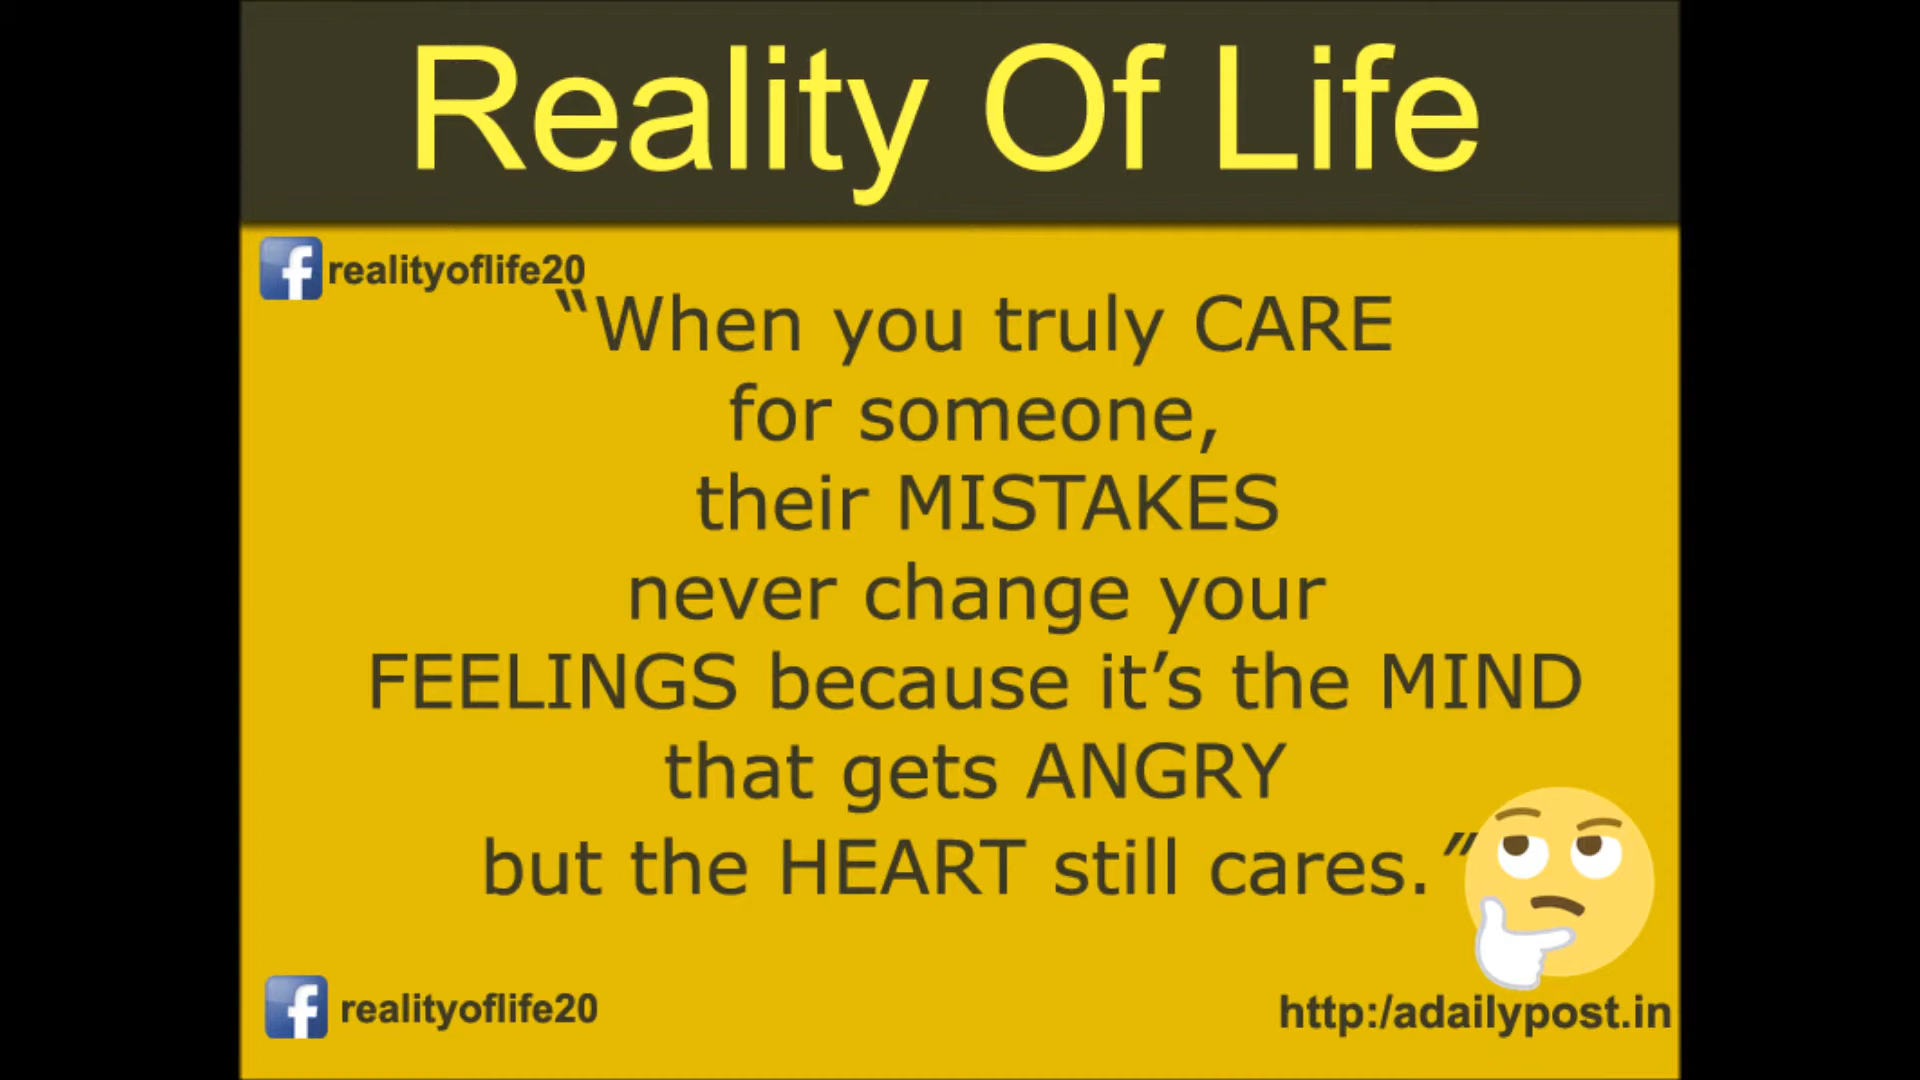 Reality Of Life
realityoflife20
“When you truly CARE
for someone,
their MISTAKES
never change your
FEELINGS because it’s the MIND
that gets ANGRY
but the HEART still cares. ”
realityoflife20
http:/adailypost.in